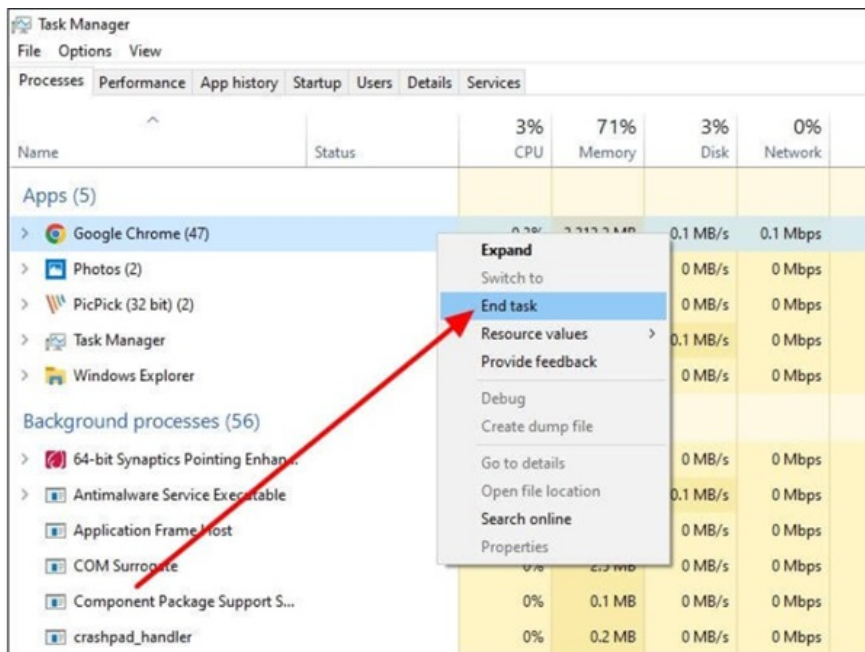 Task Manager
File Options View
Processes Performance App history Startup Users Details Services
3% 71% 3% 0%
Name Status CPU Memory Disk Network
Apps (5)
Google Chrome (47) 0.1 MB/s 0.1 Mbps
Photos (2) 0 MB/s 0 Mbps
PicPick (32 bit) (2) 0 MB/s 0 Mbps
Task Manager 0.1 MB/s 0 Mbps
Windows Explorer 0 MB/s 0 Mbps
Expand
Switch to
End task
Resource values
Provide feedback
Debug
Create dump file
Go to details
Open file location
Search online
Properties
Background processes (56)
64-bit Synaptics Pointing Enhan...
0 MB/s 0 Mbps
Antimalware Service Executable 0.1 MB/s 0 Mbps
Application Frame Host 0 MB/s 0 Mbps
COM Surrogate 0% 2.5 MB 0 MB/s 0 Mbps
Component Package Support S... 0% 0.1 MB 0 MB/s 0 Mbps
crashpad_handler 0% 0.2 MB 0 MB/s 0 Mbps